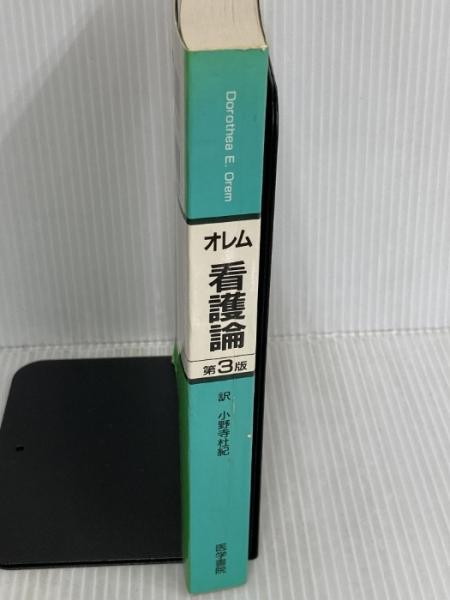 Dorothea E. Orem
オレム
看護論
第3版
訳 小野寺杜紀
医学書院